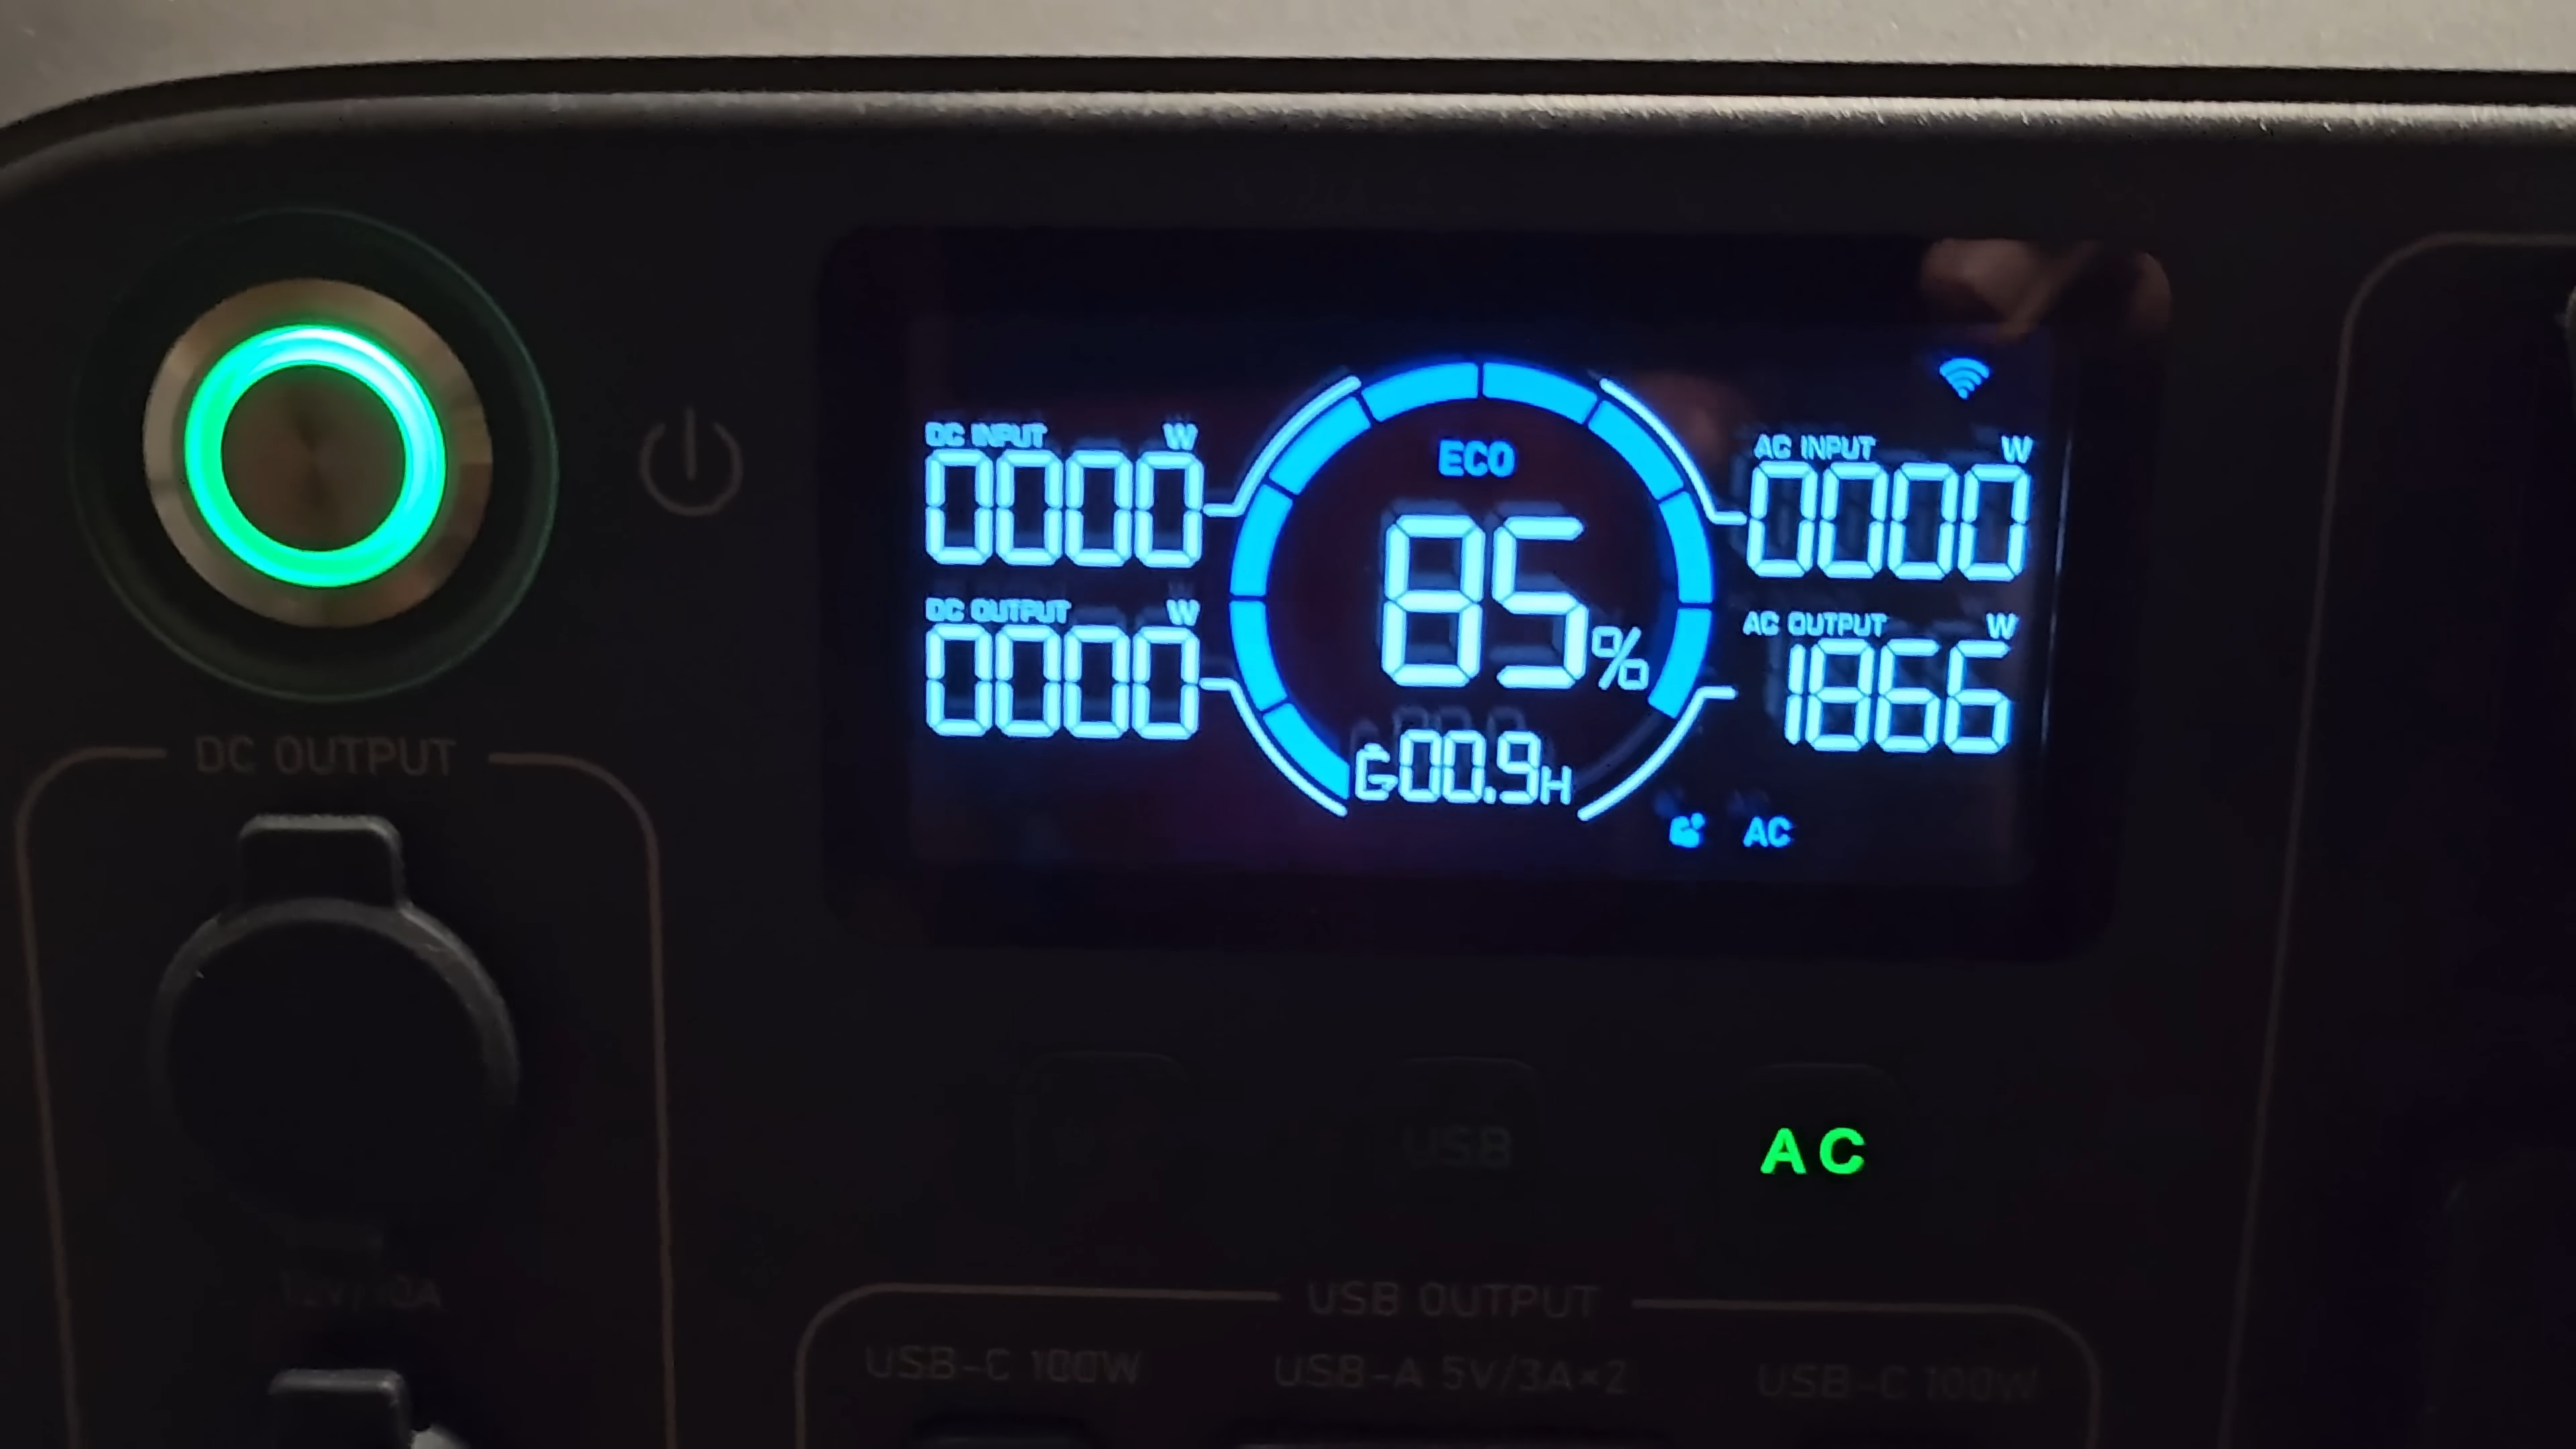 DC INPUT W
0000
DC OUTPUT W
0000
ECO
85%
00.9H
AC INPUT W
0000
AC OUTPUT W
1866
AC
DC OUTPUT
USB
AC
USB OUTPUT
USB-C 100W
USB-A 5V/3A×2
USB-C 100W